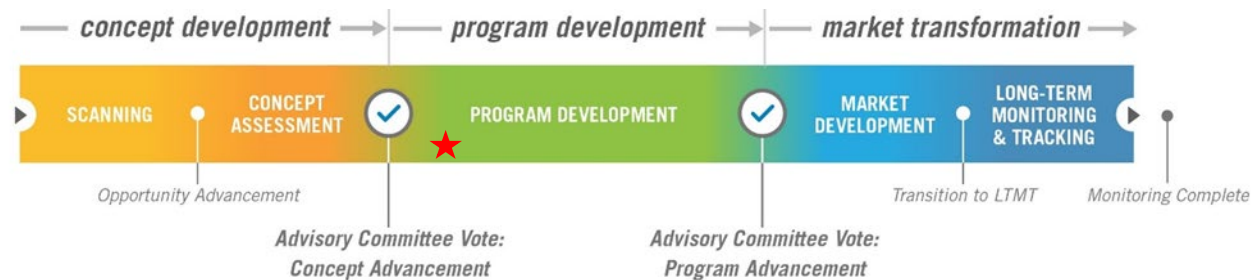 concept development
program development
market transformation
SCANNING
CONCEPT
ASSESSMENT
PROGRAM DEVELOPMENT
MARKET
DEVELOPMENT
LONG-TERM
MONITORING
& TRACKING
Opportunity Advancement
Transition to LTMT
Monitoring Complete
Advisory Committee Vote:
Concept Advancement
Advisory Committee Vote:
Program Advancement